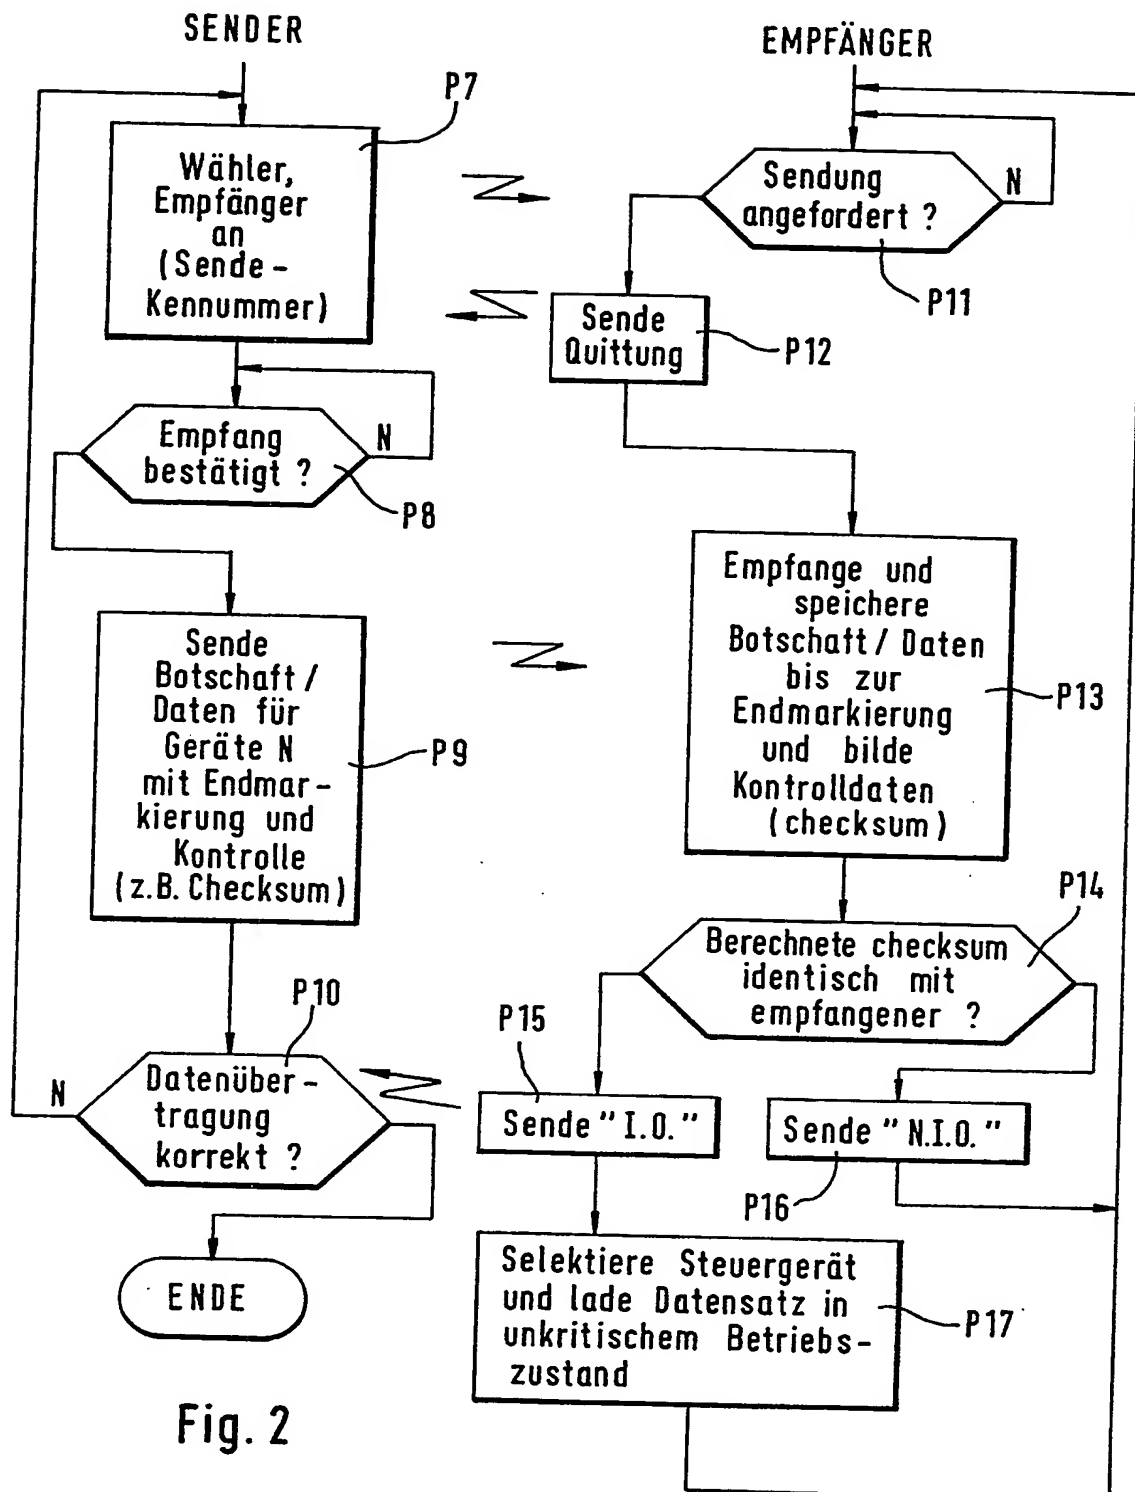 SENDER
P7
Wähler,
Empfänger
an
(Sende-
Kennummer)
Empfang
bestätigt ?
N
P8
Sende
Botschaft /
Daten für
Geräte N
mit Endmar-
kierung und
Kontrolle
(z.B. Checksum)
P9
P10
N
Datenüber-
tragung
korrekt ?
ENDE
EMPFÄNGER
Sendung
angefordert ?
N
P11
Sende
Quittung
P12
Empfange und
speichere
Botschaft / Daten
bis zur
Endmarkierung
und bilde
Kontrolldaten
(checksum)
P13
P14
Berechnete checksum
identisch mit
empfangener ?
P15
Sende "I.O."
Sende "N.I.O."
P16
Selektiere Steuergerät
und lade Datensatz in
unkritischem Betriebs-
zustand
P17
Fig. 2